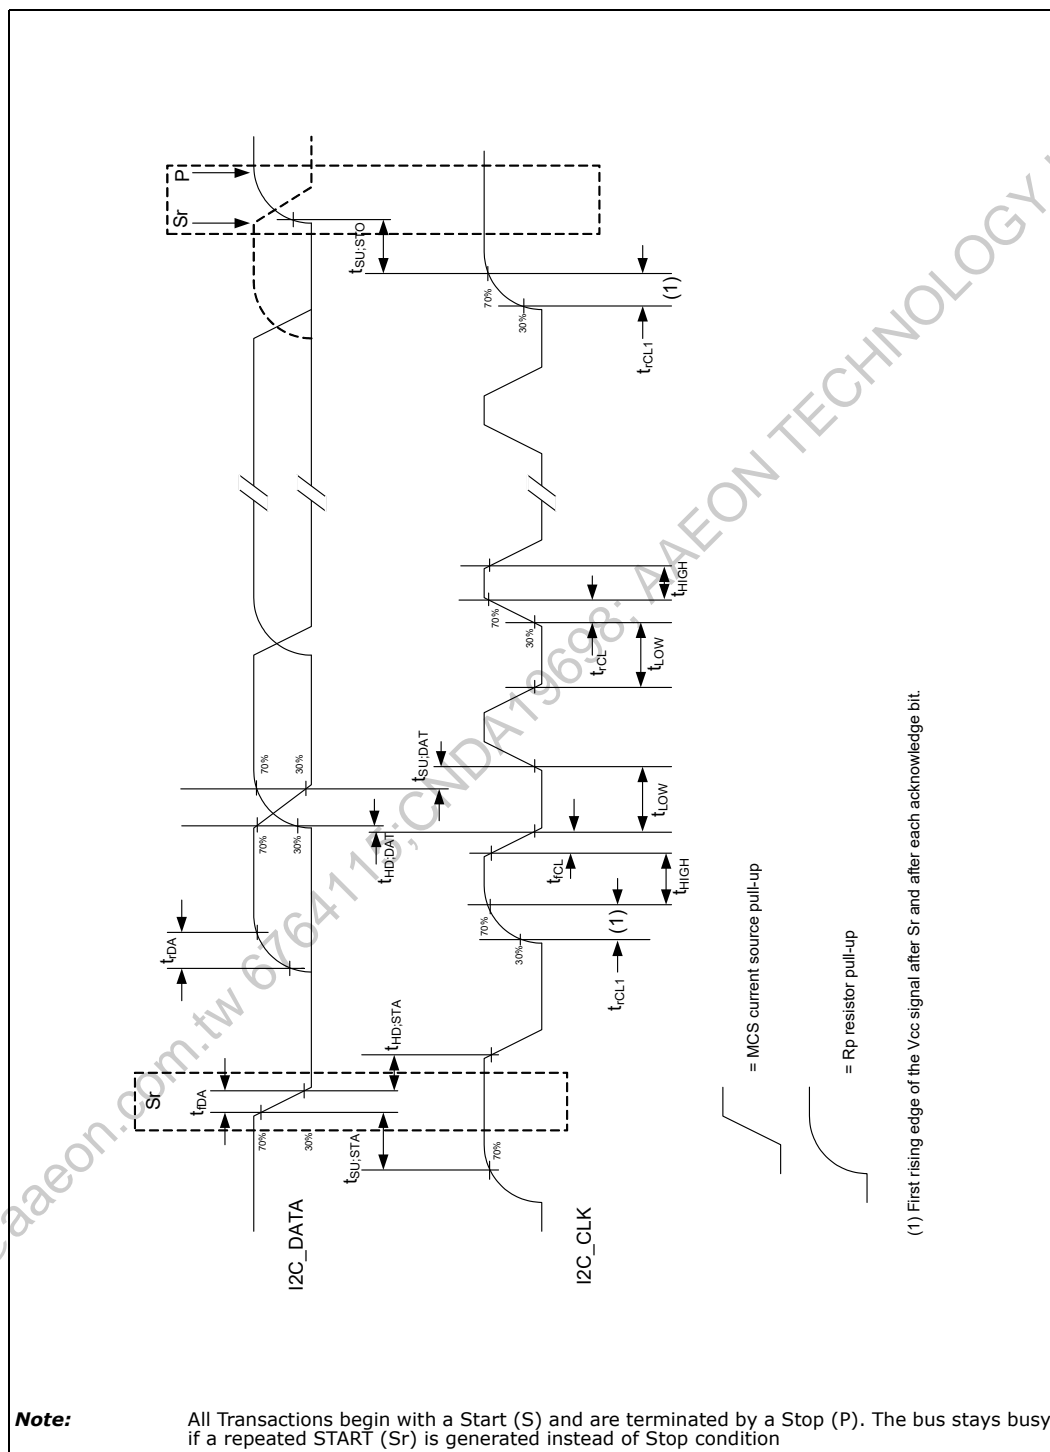 Sr
P
tSU;STO
70%
30%
(1)
trCL1
tHIGH
70%
30%
trCL
tLOW
tSU;DAT
70%
30%
70%
30%
tHD;DAT
tLOW
tfCL
tHIGH
70%
30%
(1)
trCL1
trDA
tHD;STA
Sr
tfDA
70%
30%
tSU;STA
70%
I2C_DATA
I2C_CLK
= MCS current source pull-up
= Rp resistor pull-up
(1) First rising edge of the Vcc signal after Sr and after each acknowledge bit.
aaeon.com.tw 6764115;CNDA19698; AAEON TECHNOLOGY
Note: All Transactions begin with a Start (S) and are terminated by a Stop (P). The bus stays busy
if a repeated START (Sr) is generated instead of Stop condition